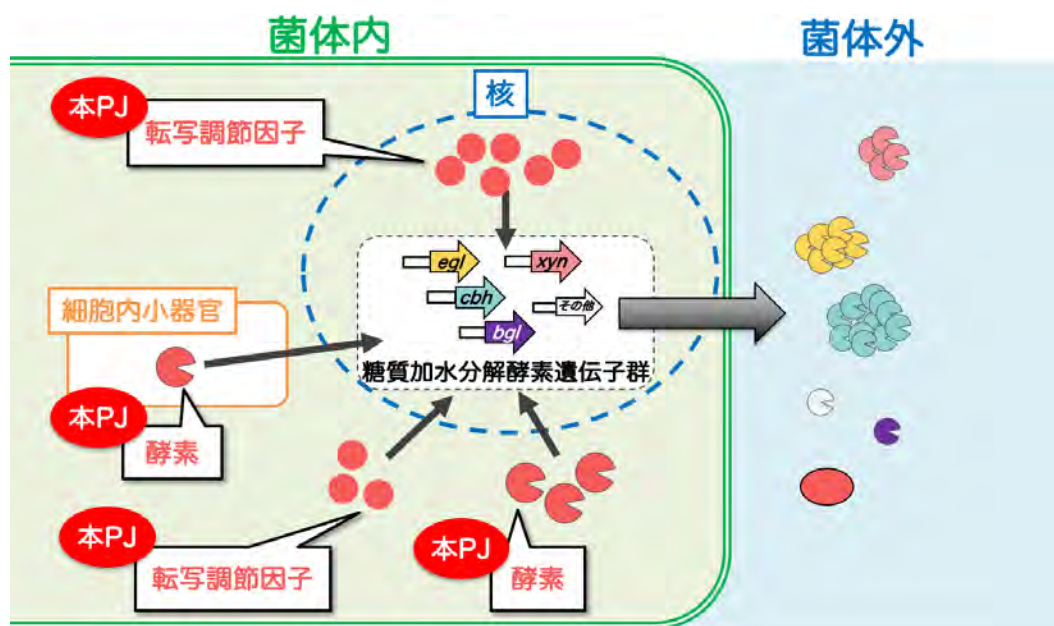 菌体内
菌体外
本PJ
転写調節因子
核
egl
xyn
cbh
その他
bgl
糖質加水分解酵素遺伝子群
細胞内小器官
本PJ
酵素
本PJ
転写調節因子
本PJ
酵素